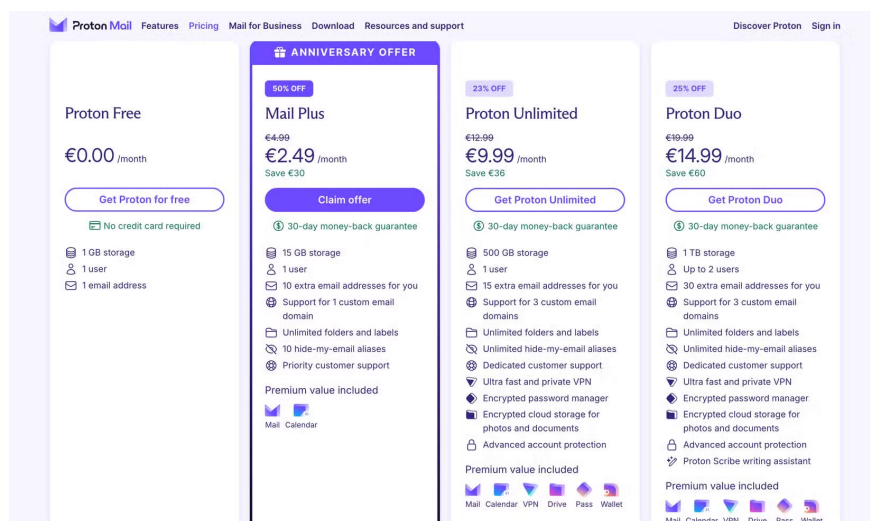 Proton Mail Features Pricing Mail for Business Download Resources and support Discover Proton Sign in
Proton Free
€0.00 /month
Get Proton for free
No credit card required
1 GB storage
1 user
1 email address
ANNIVERSARY OFFER
50% OFF
Mail Plus
€4.99
€2.49 /month
Save €30
Claim offer
30-day money-back guarantee
15 GB storage
1 user
10 extra email addresses for you
Support for 1 custom email
domain
Unlimited folders and labels
10 hide-my-email aliases
Priority customer support
Premium value included
Mail Calendar
23% OFF
Proton Unlimited
€12.99
€9.99 /month
Save €36
Get Proton Unlimited
30-day money-back guarantee
500 GB storage
1 user
15 extra email addresses for you
Support for 3 custom email
domains
Unlimited folders and labels
Unlimited hide-my-email aliases
Dedicated customer support
Ultra fast and private VPN
Encrypted password manager
Encrypted cloud storage for
photos and documents
Advanced account protection
Premium value included
Mail Calendar VPN Drive Pass Wallet
25% OFF
Proton Duo
€19.99
€14.99 /month
Save €60
Get Proton Duo
30-day money-back guarantee
1 TB storage
Up to 2 users
30 extra email addresses for you
Support for 3 custom email
domains
Unlimited folders and labels
Unlimited hide-my-email aliases
Dedicated customer support
Ultra fast and private VPN
Encrypted password manager
Encrypted cloud storage for
photos and documents
Advanced account protection
Proton Scribe writing assistant
Premium value included
Mail Calendar VPN Drive Pass Wallet